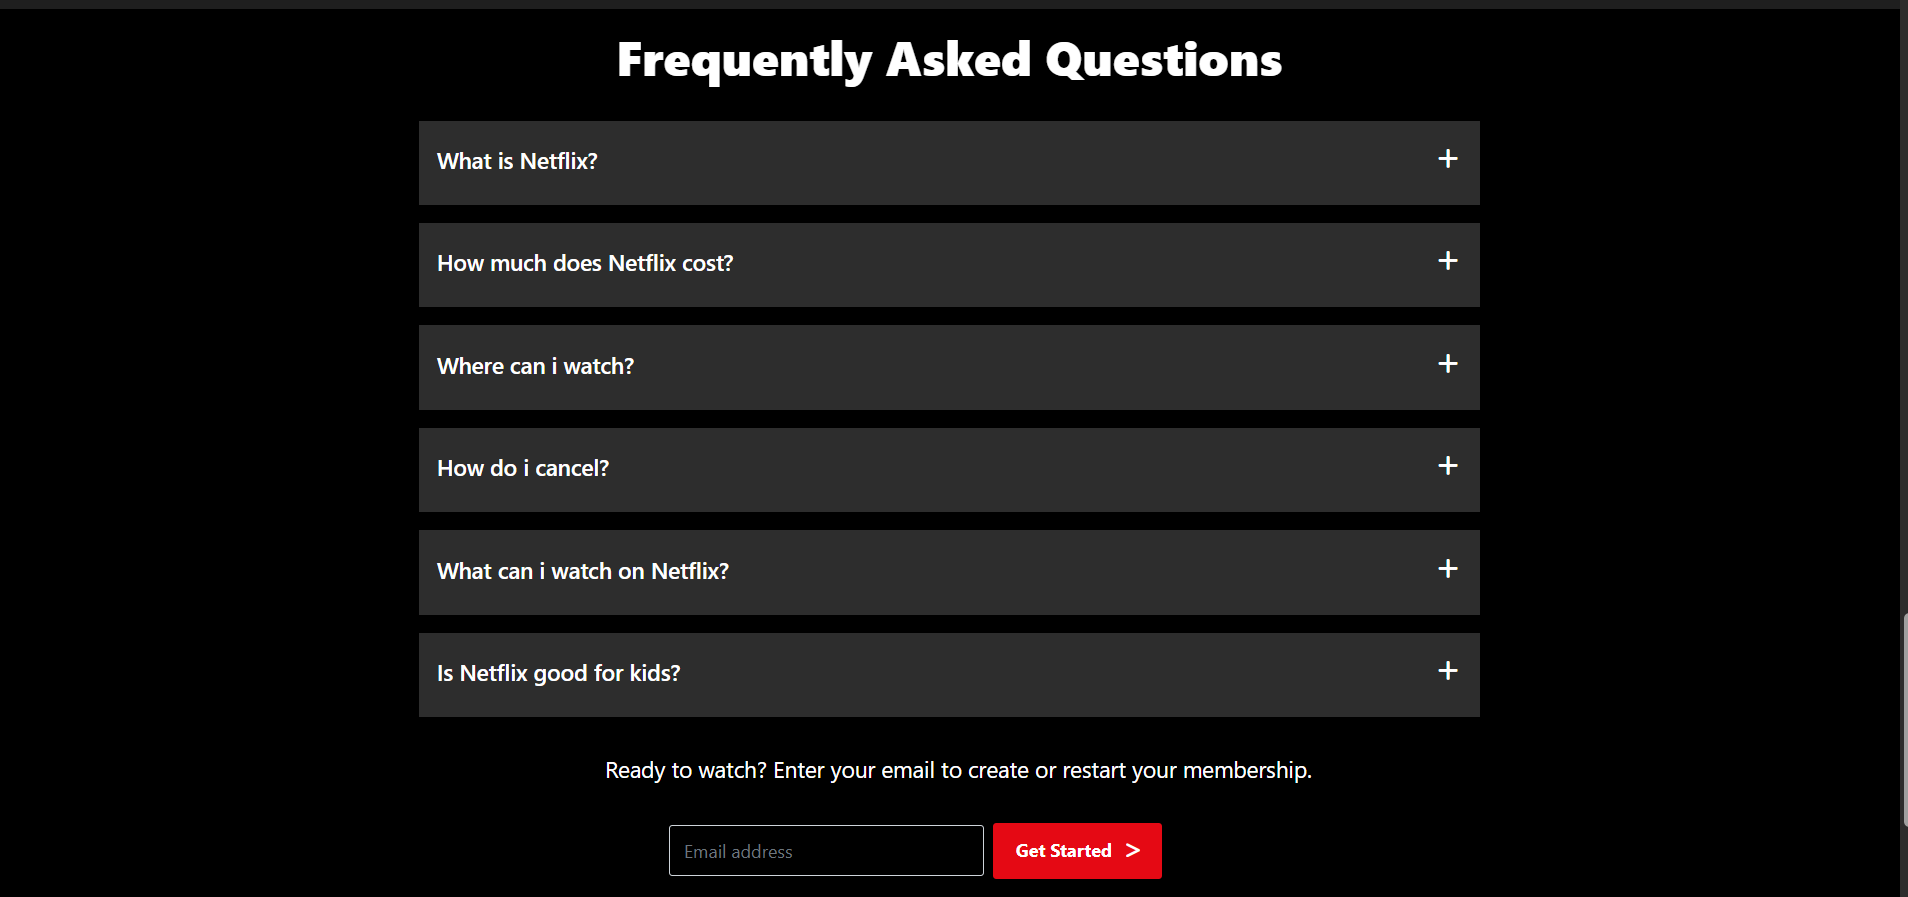 Frequently Asked Questions
What is Netflix?
How much does Netflix cost?
Where can i watch?
How do i cancel?
What can i watch on Netflix?
Is Netflix good for kids?
Ready to watch? Enter your email to create or restart your membership.
Email address
Get Started >